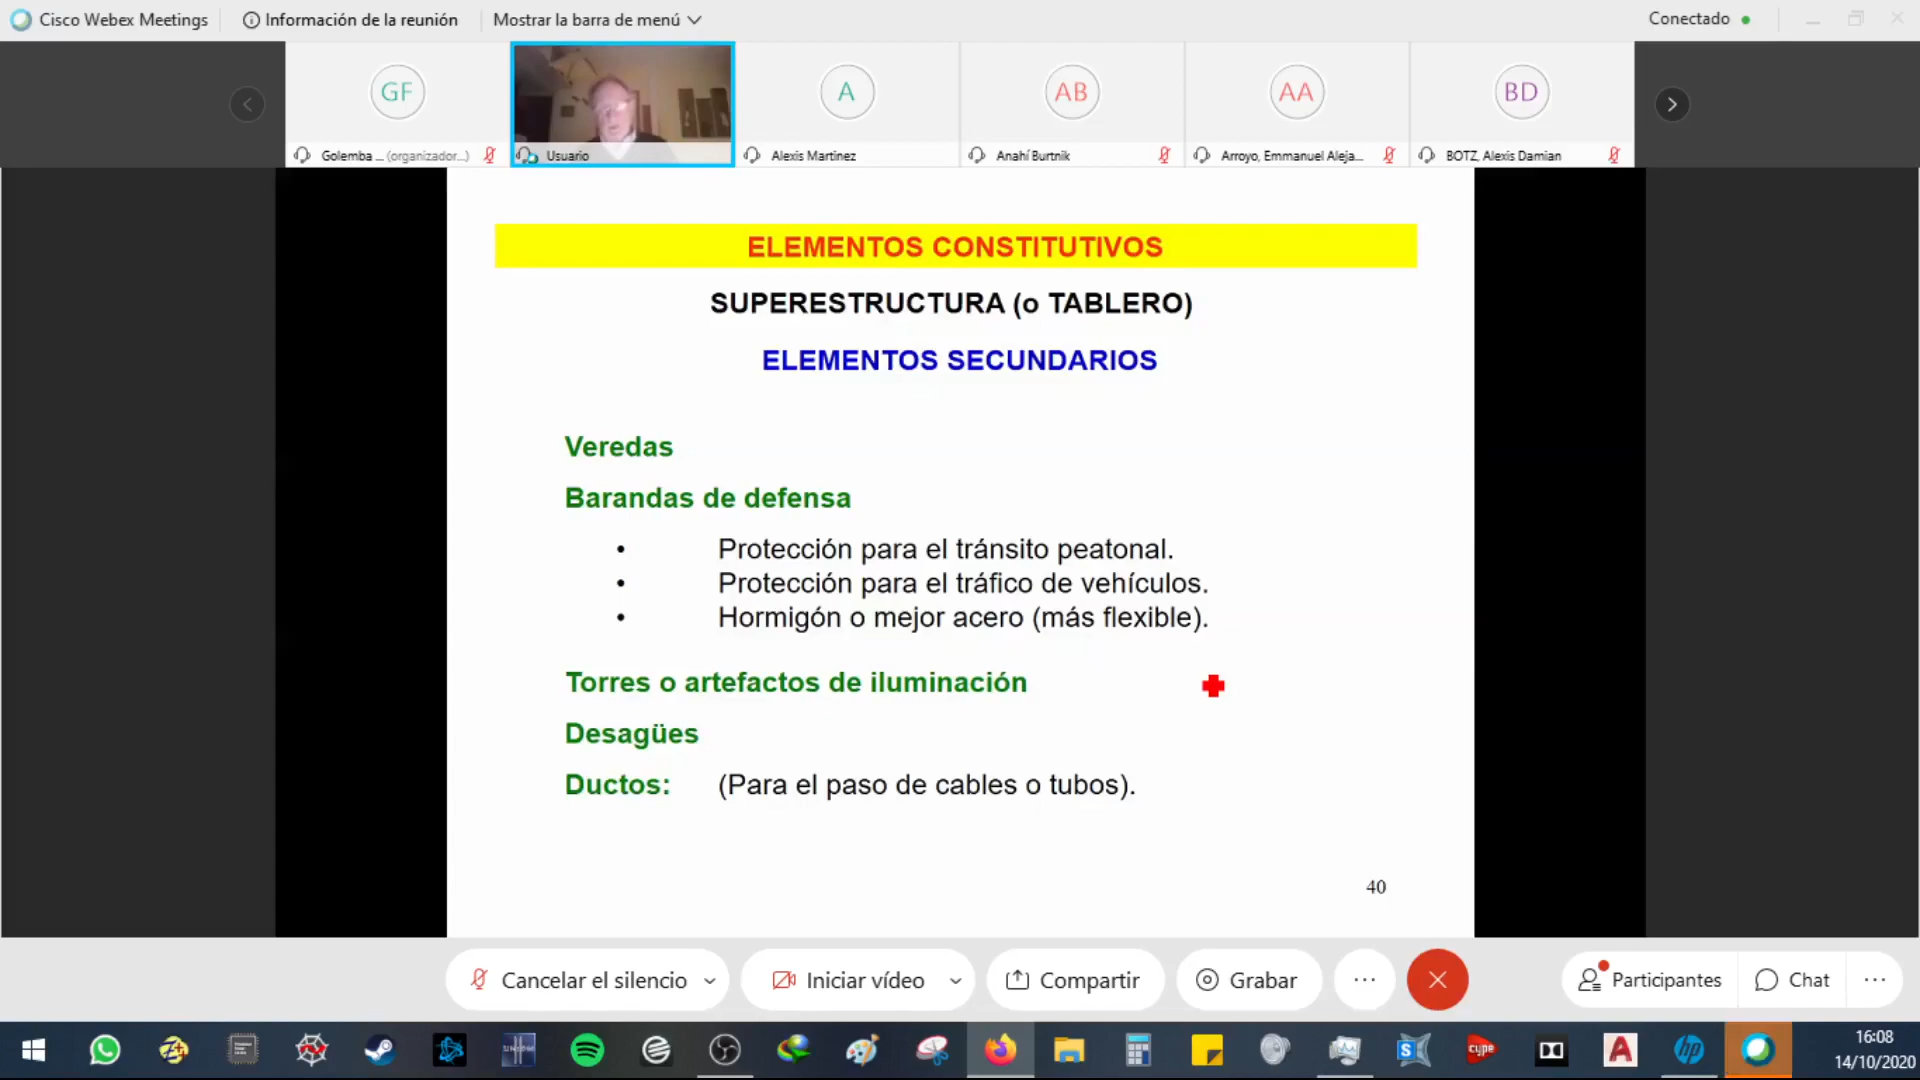 Cisco Webex Meetings
Información de la reunión
Mostrar la barra de menú
Conectado
GF
A
AB
AA
BD
Golemba ... (organizador...)
Usuario
Alexis Martinez
Anahí Burtnik
Arroyo, Emmanuel Aleja...
BOTZ, Alexis Damian
ELEMENTOS CONSTITUTIVOS
SUPERESTRUCTURA (o TABLERO)
ELEMENTOS SECUNDARIOS
Veredas
Barandas de defensa
• Protección para el tránsito peatonal.
• Protección para el tráfico de vehículos.
• Hormigón o mejor acero (más flexible).
Torres o artefactos de iluminación
Desagües
Ductos: (Para el paso de cables o tubos).
40
Cancelar el silencio
Iniciar vídeo
Compartir
Grabar
Participantes
Chat
cype
hp
16:08
14/10/2020